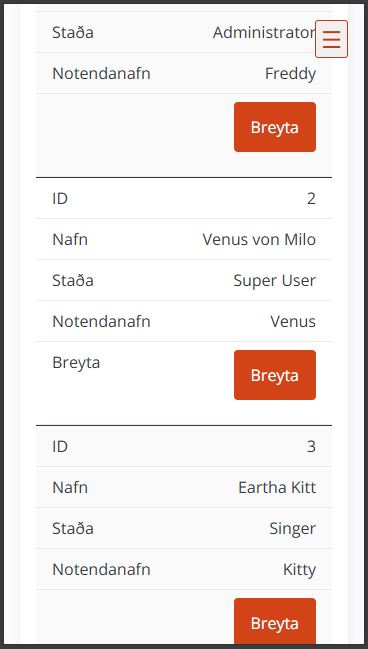 Staða Administrator
Notendanafn Freddy
Breyta
ID 2
Nafn Venus von Milo
Staða Super User
Notendanafn Venus
Breyta Breyta
ID 3
Nafn Eartha Kitt
Staða Singer
Notendanafn Kitty
Breyta